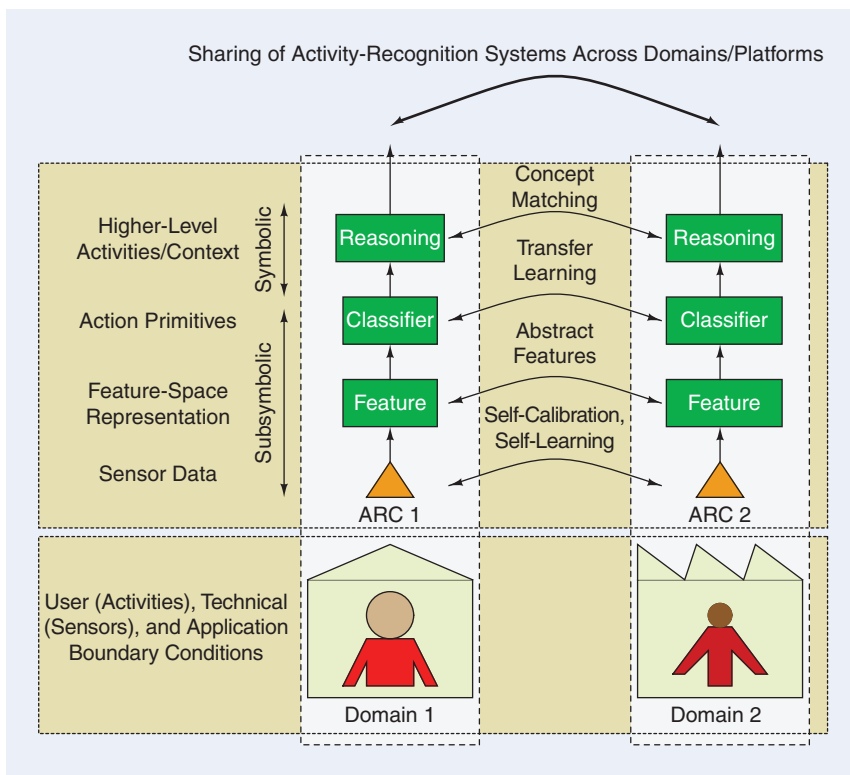 Sharing of Activity-Recognition Systems Across Domains/Platforms
Concept
Matching
Higher-Level
Activities/Context
Symbolic
Reasoning
Reasoning
Transfer
Learning
Action Primitives
Classifier
Classifier
Abstract
Features
Feature-Space
Representation
Subsymbolic
Feature
Feature
Self-Calibration,
Self-Learning
Sensor Data
ARC 1
ARC 2
User (Activities), Technical
(Sensors), and Application
Boundary Conditions
Domain 1
Domain 2